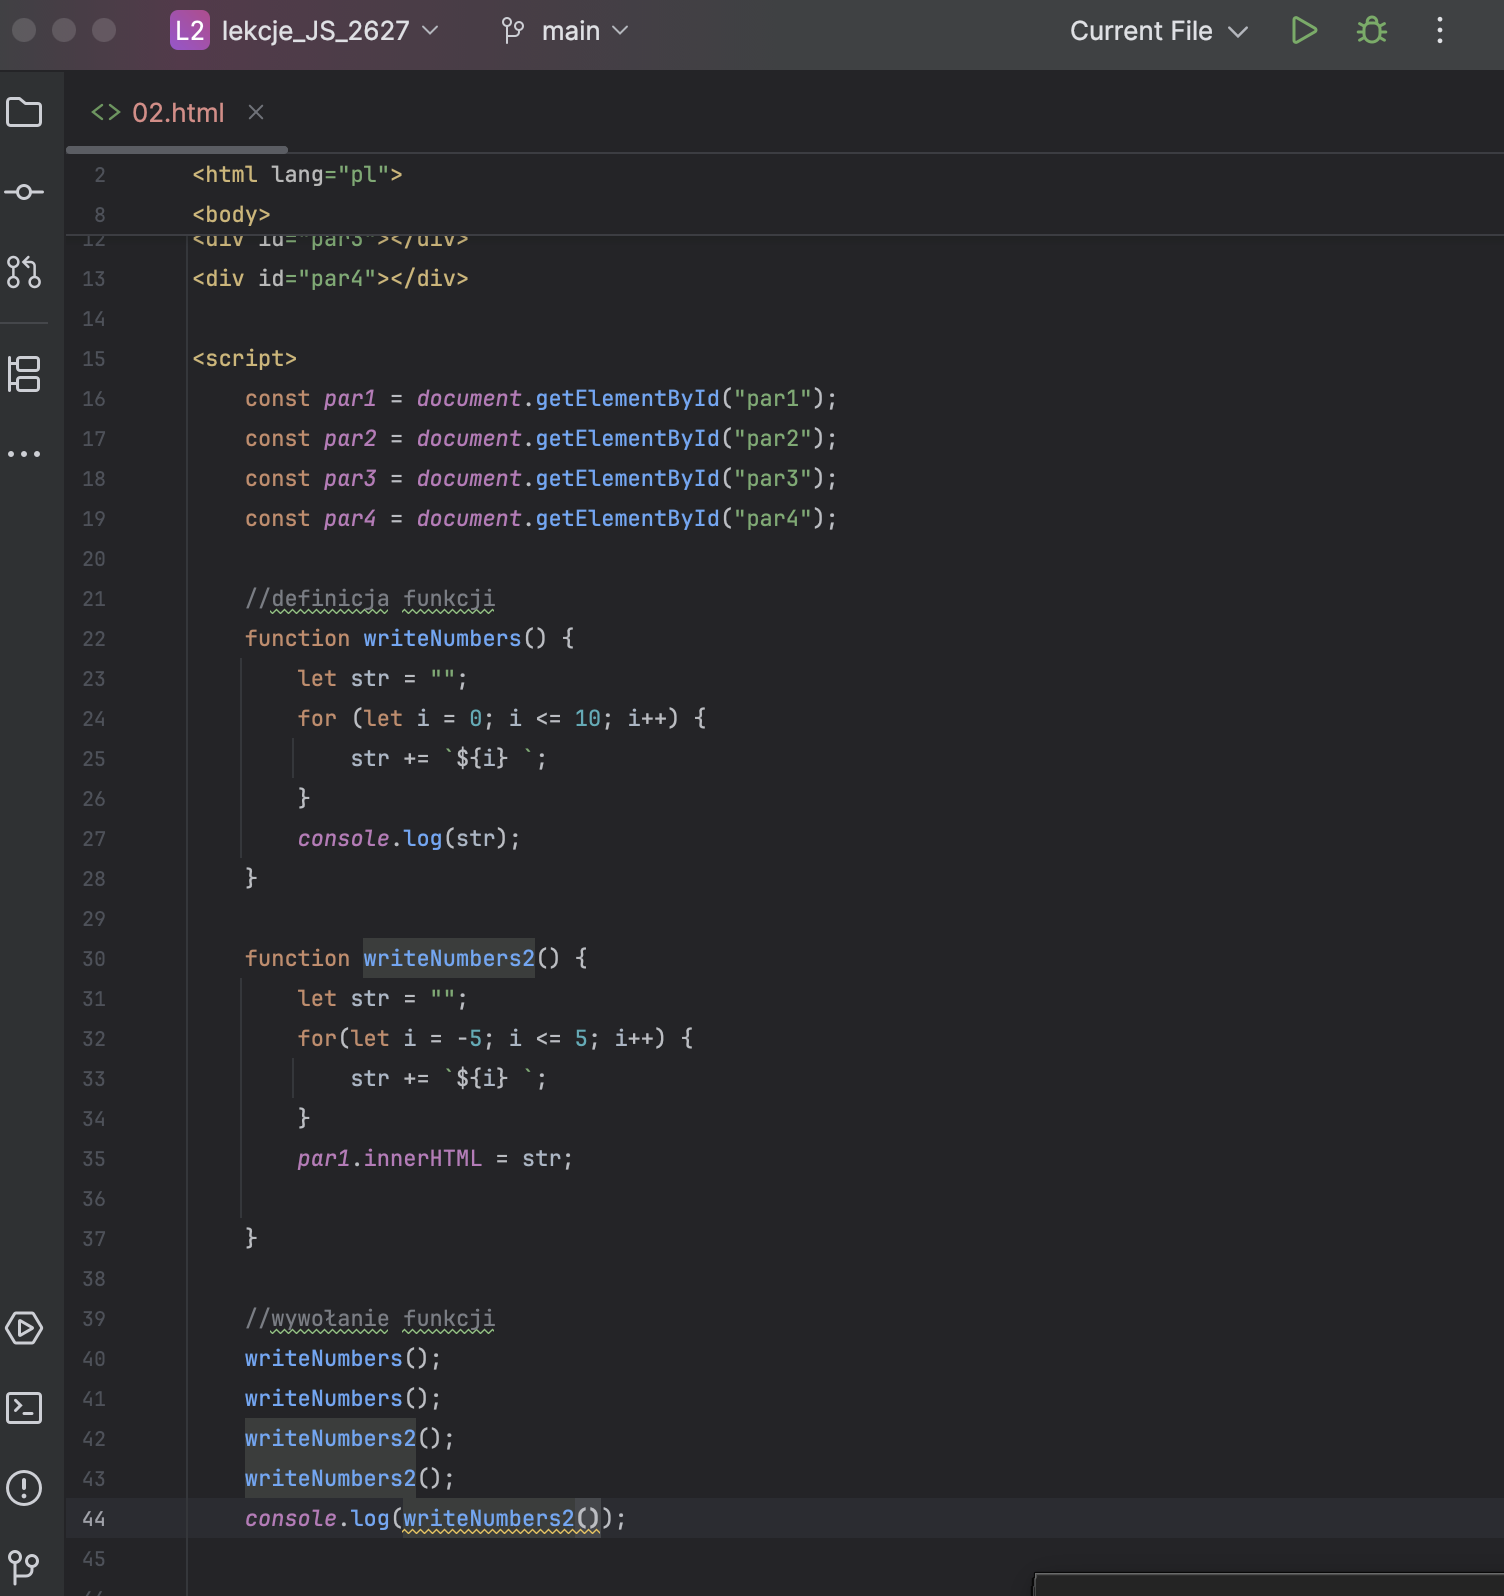 L2 lekcje_JS_2627 main Current File
<> 02.html ×
2 <html lang="pl">
8 <body>
12 <div id="par3"></div>
13 <div id="par4"></div>
14
15 <script>
16 const par1 = document.getElementById("par1");
17 const par2 = document.getElementById("par2");
18 const par3 = document.getElementById("par3");
19 const par4 = document.getElementById("par4");
20
21 //definicja funkcji
22 function writeNumbers() {
23 let str = "";
24 for (let i = 0; i <= 10; i++) {
25 str += `${i} `;
26 }
27 console.log(str);
28 }
29
30 function writeNumbers2() {
31 let str = "";
32 for(let i = -5; i <= 5; i++) {
33 str += `${i} `;
34 }
35 par1.innerHTML = str;
36
37 }
38
39 //wywołanie funkcji
40 writeNumbers();
41 writeNumbers();
42 writeNumbers2();
43 writeNumbers2();
44 console.log(writeNumbers2());
45